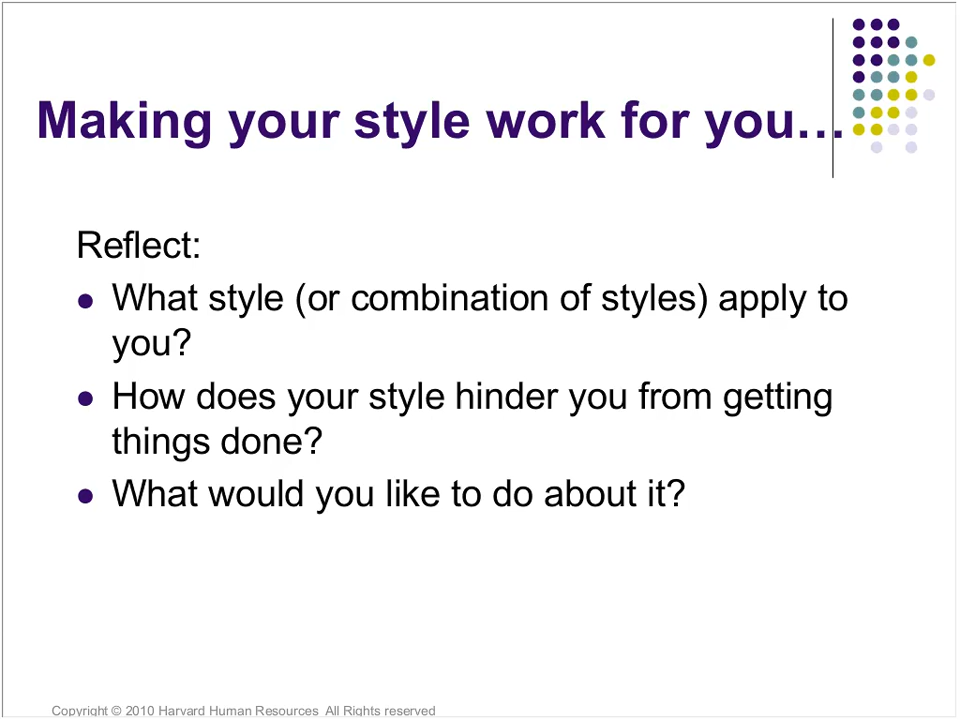 Making your style work for you…
Reflect:
● What style (or combination of styles) apply to
you?
● How does your style hinder you from getting
things done?
● What would you like to do about it?
Copyright © 2010 Harvard Human Resources All Rights reserved